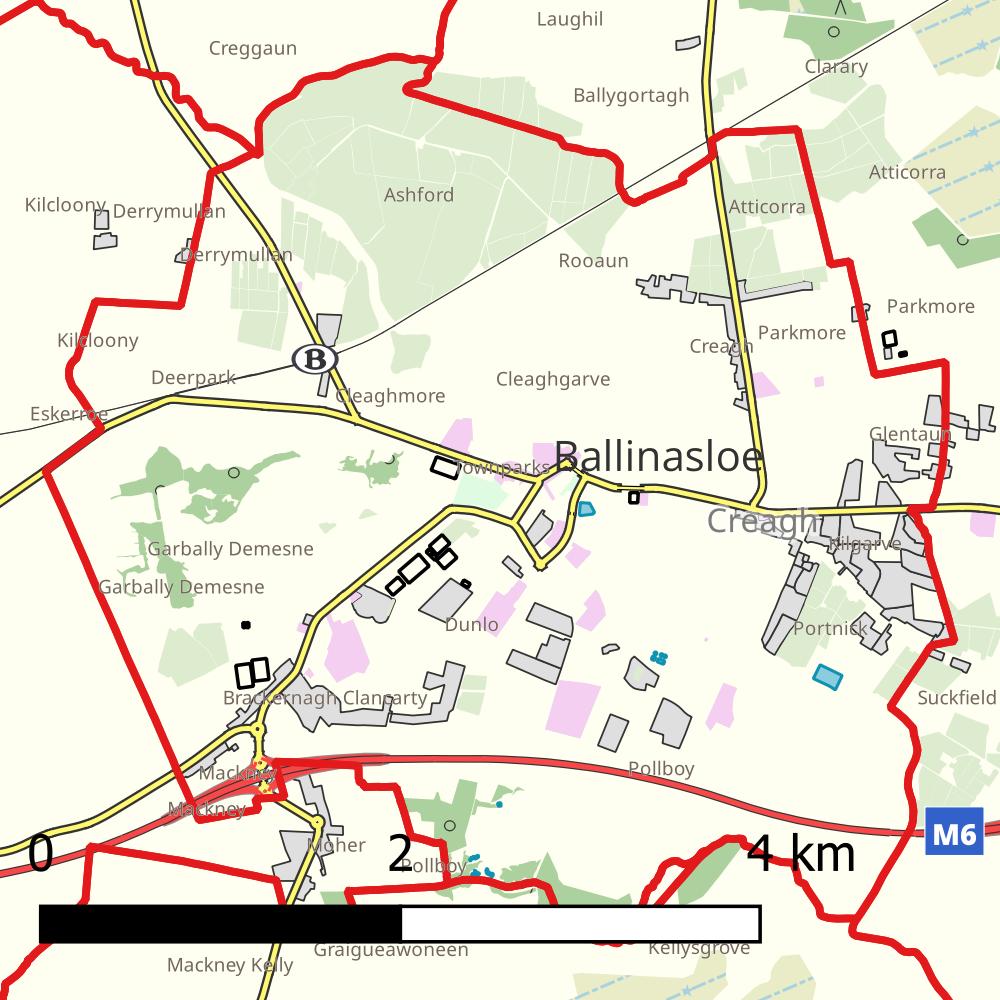 Laughil
Creggaun
Clarary
Ballygortagh
Atticorra
Ashford
Kilcloony
Derrymullan
Atticorra
Derrymullan
Rooaun
Parkmore
Parkmore
Kilcloony
Creagh
B
Deerpark
Cleaghgarve
Cleaghmore
Eskerroe
Glentaun
Ballinasloe
Townparks
Creagh
Kilgarve
Garbally Demesne
Garbally Demesne
Dunlo
Portnick
Brackernagh Clancarty
Suckfield
Pollboy
Mackney
Mackney
M6
Moher
0
2
4 km
Pollboy
Graigueawoneen
Kellysgrove
Mackney Kelly